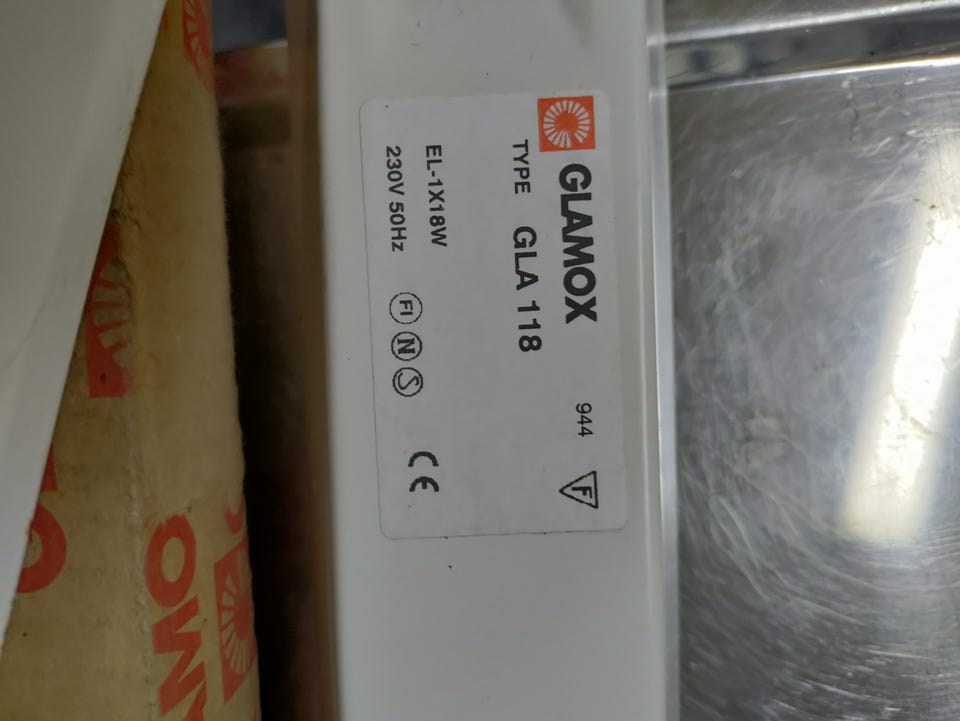 GLAMOX
944
F
TYPE GLA 118
EL-1X18W
230V 50Hz
FI N S
CE